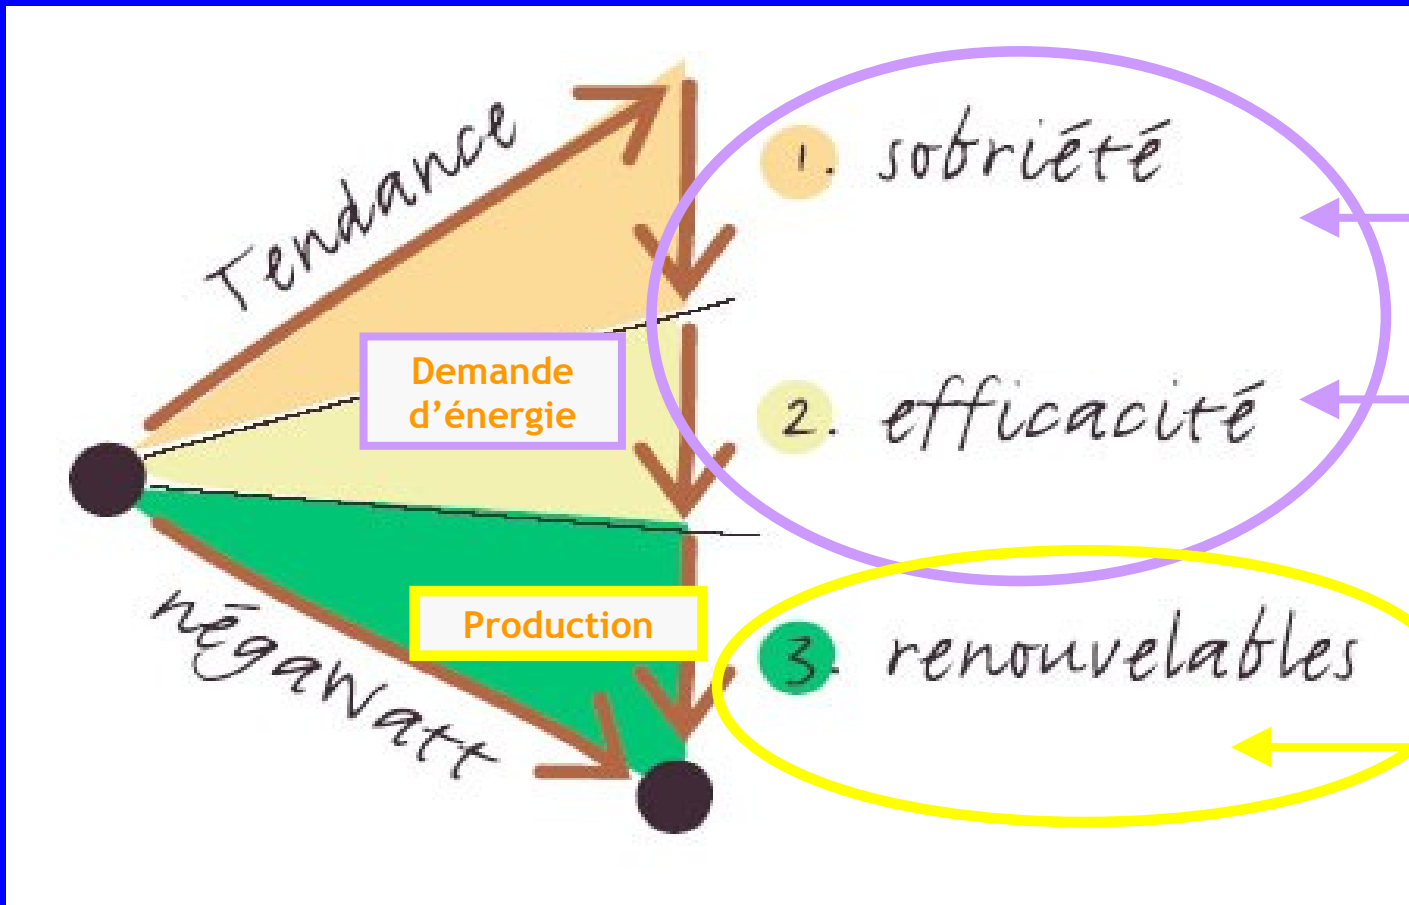 Tendance
1. sobriété
Demande
d’énergie
2. efficacité
Production
3. renouvelables
négaWatt